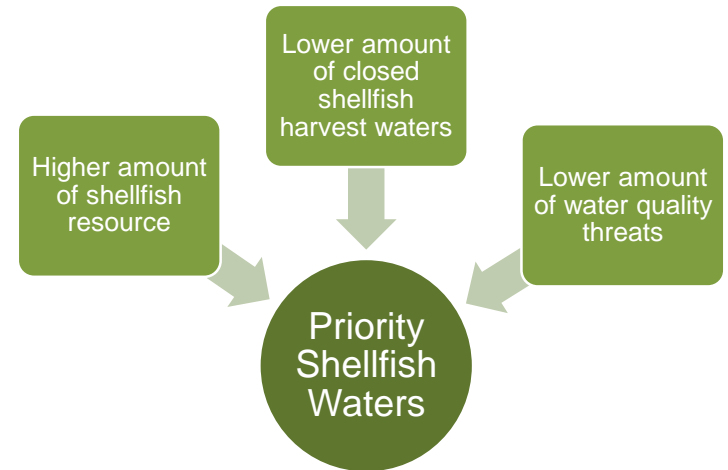 Higher amount
of shellfish
resource
Lower amount
of closed
shellfish
harvest waters
Lower amount
of water quality
threats
Priority
Shellfish
Waters